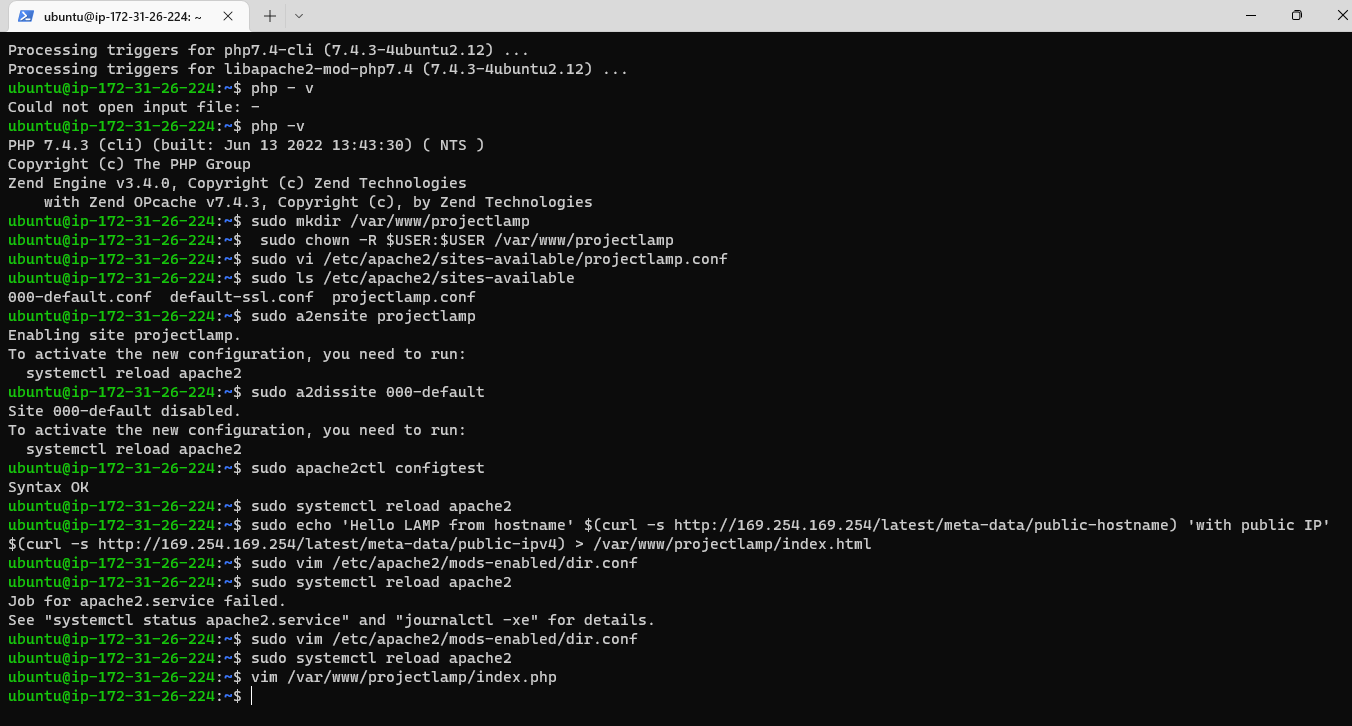 ubuntu@ip-172-31-26-224: ~
Processing triggers for php7.4-cli (7.4.3-4ubuntu2.12) ...
Processing triggers for libapache2-mod-php7.4 (7.4.3-4ubuntu2.12) ...
ubuntu@ip-172-31-26-224:~$ php - v
Could not open input file: -
ubuntu@ip-172-31-26-224:~$ php -v
PHP 7.4.3 (cli) (built: Jun 13 2022 13:43:30) ( NTS )
Copyright (c) The PHP Group
Zend Engine v3.4.0, Copyright (c) Zend Technologies
    with Zend OPcache v7.4.3, Copyright (c), by Zend Technologies
ubuntu@ip-172-31-26-224:~$ sudo mkdir /var/www/projectlamp
ubuntu@ip-172-31-26-224:~$  sudo chown -R $USER:$USER /var/www/projectlamp
ubuntu@ip-172-31-26-224:~$ sudo vi /etc/apache2/sites-available/projectlamp.conf
ubuntu@ip-172-31-26-224:~$ sudo ls /etc/apache2/sites-available
000-default.conf  default-ssl.conf  projectlamp.conf
ubuntu@ip-172-31-26-224:~$ sudo a2ensite projectlamp
Enabling site projectlamp.
To activate the new configuration, you need to run:
  systemctl reload apache2
ubuntu@ip-172-31-26-224:~$ sudo a2dissite 000-default
Site 000-default disabled.
To activate the new configuration, you need to run:
  systemctl reload apache2
ubuntu@ip-172-31-26-224:~$ sudo apache2ctl configtest
Syntax OK
ubuntu@ip-172-31-26-224:~$ sudo systemctl reload apache2
ubuntu@ip-172-31-26-224:~$ sudo echo 'Hello LAMP from hostname' $(curl -s http://169.254.169.254/latest/meta-data/public-hostname) 'with public IP'
$(curl -s http://169.254.169.254/latest/meta-data/public-ipv4) > /var/www/projectlamp/index.html
ubuntu@ip-172-31-26-224:~$ sudo vim /etc/apache2/mods-enabled/dir.conf
ubuntu@ip-172-31-26-224:~$ sudo systemctl reload apache2
Job for apache2.service failed.
See "systemctl status apache2.service" and "journalctl -xe" for details.
ubuntu@ip-172-31-26-224:~$ sudo vim /etc/apache2/mods-enabled/dir.conf
ubuntu@ip-172-31-26-224:~$ sudo systemctl reload apache2
ubuntu@ip-172-31-26-224:~$ vim /var/www/projectlamp/index.php
ubuntu@ip-172-31-26-224:~$